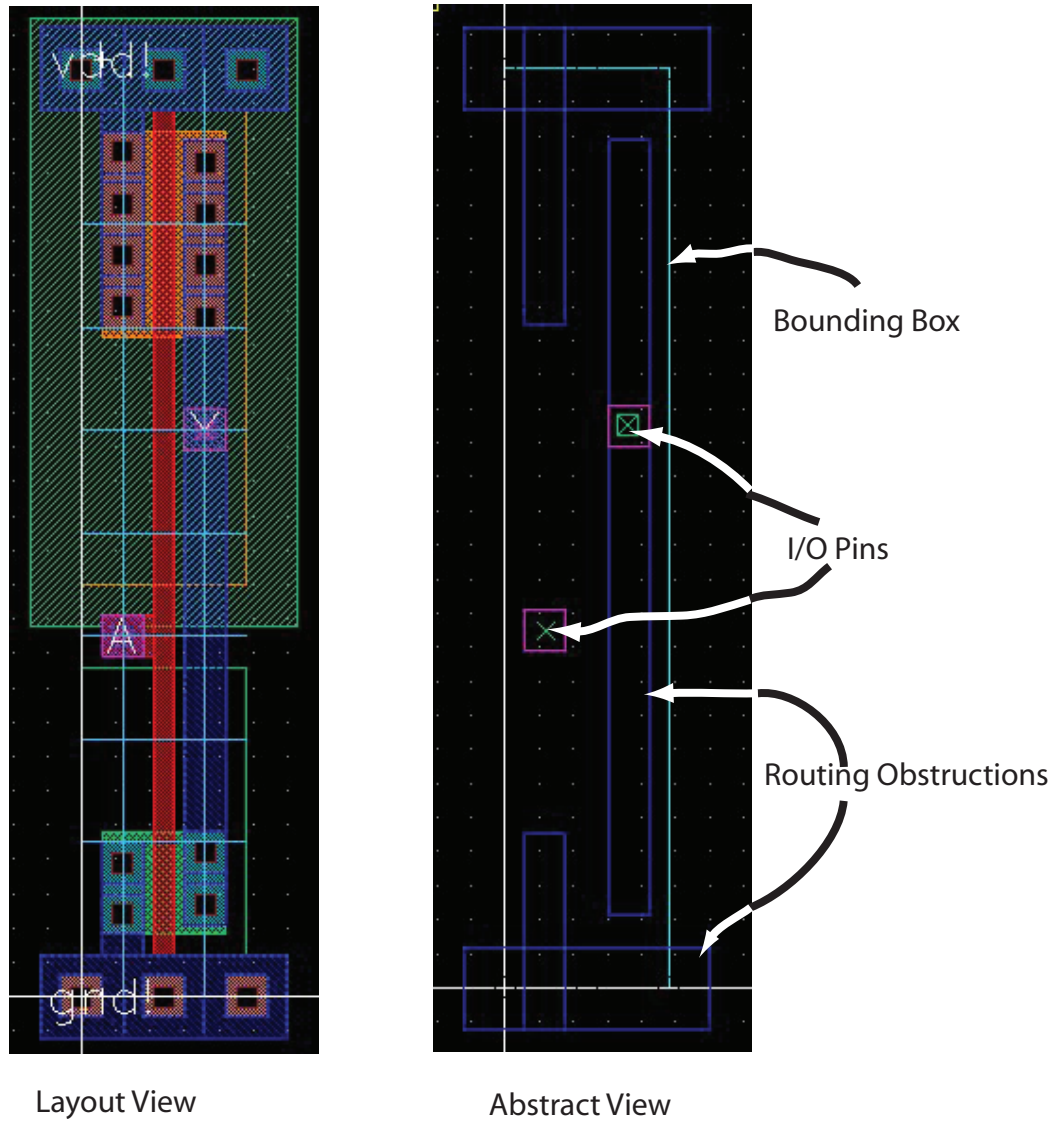 vdd!
Y
A
gnd!
Bounding Box
I/O Pins
Routing Obstructions
Layout View
Abstract View